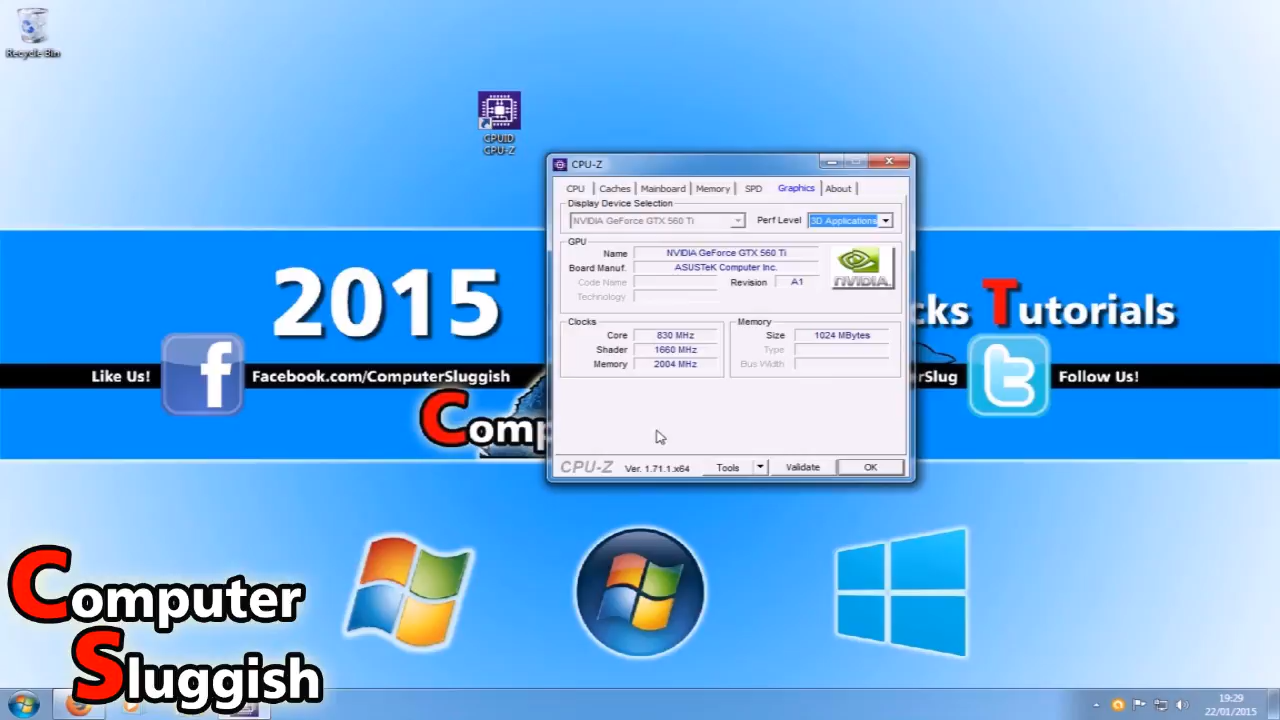 Recycle Bin
CPUID
CPU-Z
CPU-Z
CPU Caches Mainboard Memory SPD Graphics About
Display Device Selection
NVIDIA GeForce GTX 560 Ti Perf Level 3D Applications
GPU
Name NVIDIA GeForce GTX 560 Ti
Board Manuf. ASUSTeK Computer Inc.
Code Name Revision A1
Technology
NVIDIA
Clocks
Core 830 MHz
Shader 1660 MHz
Memory 2004 MHz
Memory
Size 1024 MBytes
Type
Bus Width
CPU-Z Ver. 1.71.1.x64 Tools Validate OK
2015
cks Tutorials
Like Us! Facebook.com/ComputerSluggish
erSlug Follow Us!
Comp
Computer
Sluggish
19:29
22/01/2015